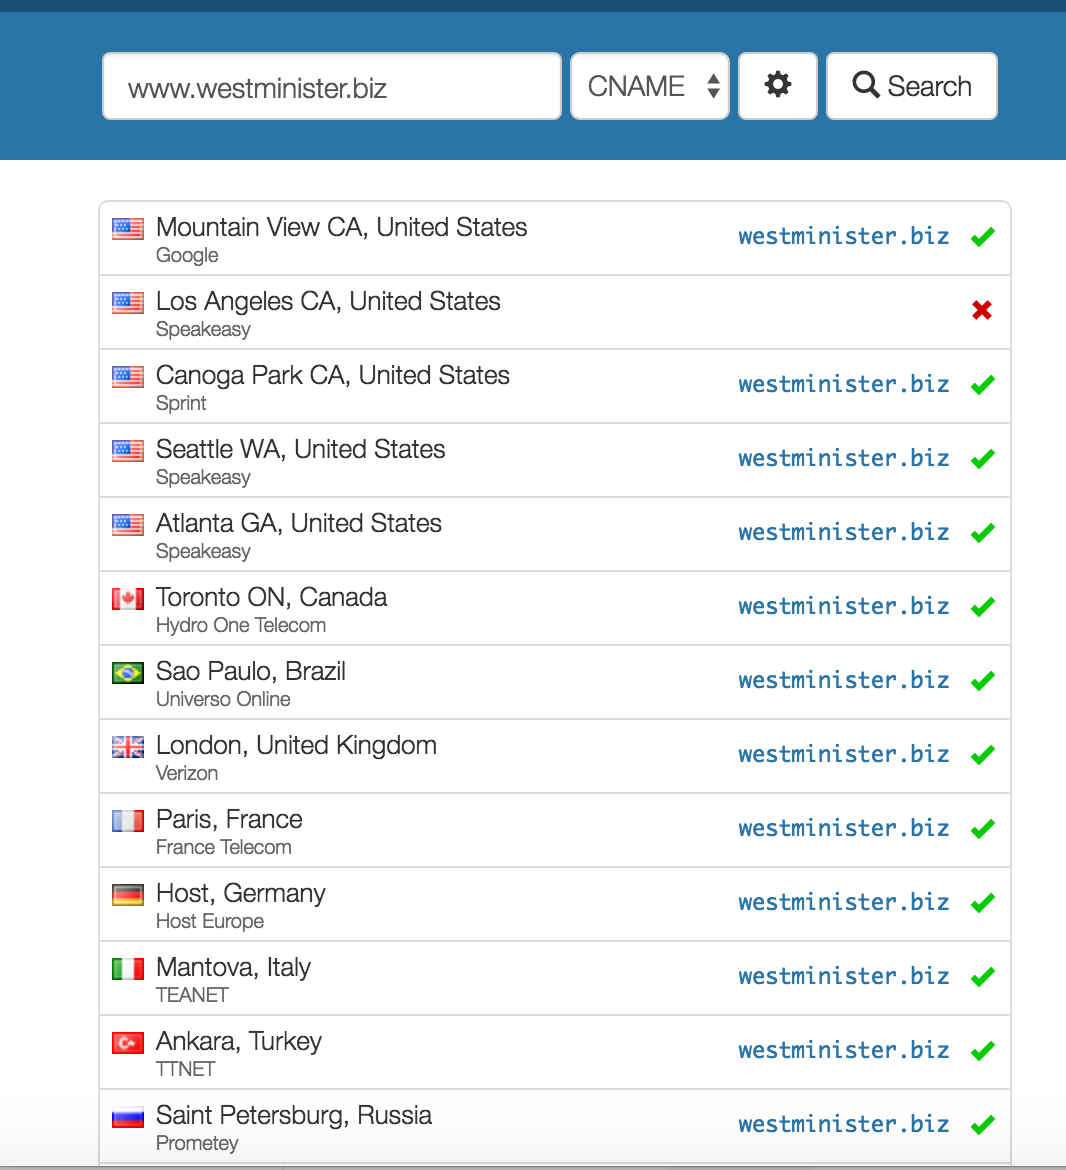 www.westminister.biz CNAME Search
Mountain View CA, United States
Google
westminister.biz
Los Angeles CA, United States
Speakeasy
Canoga Park CA, United States
Sprint
westminister.biz
Seattle WA, United States
Speakeasy
westminister.biz
Atlanta GA, United States
Speakeasy
westminister.biz
Toronto ON, Canada
Hydro One Telecom
westminister.biz
Sao Paulo, Brazil
Universo Online
westminister.biz
London, United Kingdom
Verizon
westminister.biz
Paris, France
France Telecom
westminister.biz
Host, Germany
Host Europe
westminister.biz
Mantova, Italy
TEANET
westminister.biz
Ankara, Turkey
TTNET
westminister.biz
Saint Petersburg, Russia
Prometey
westminister.biz